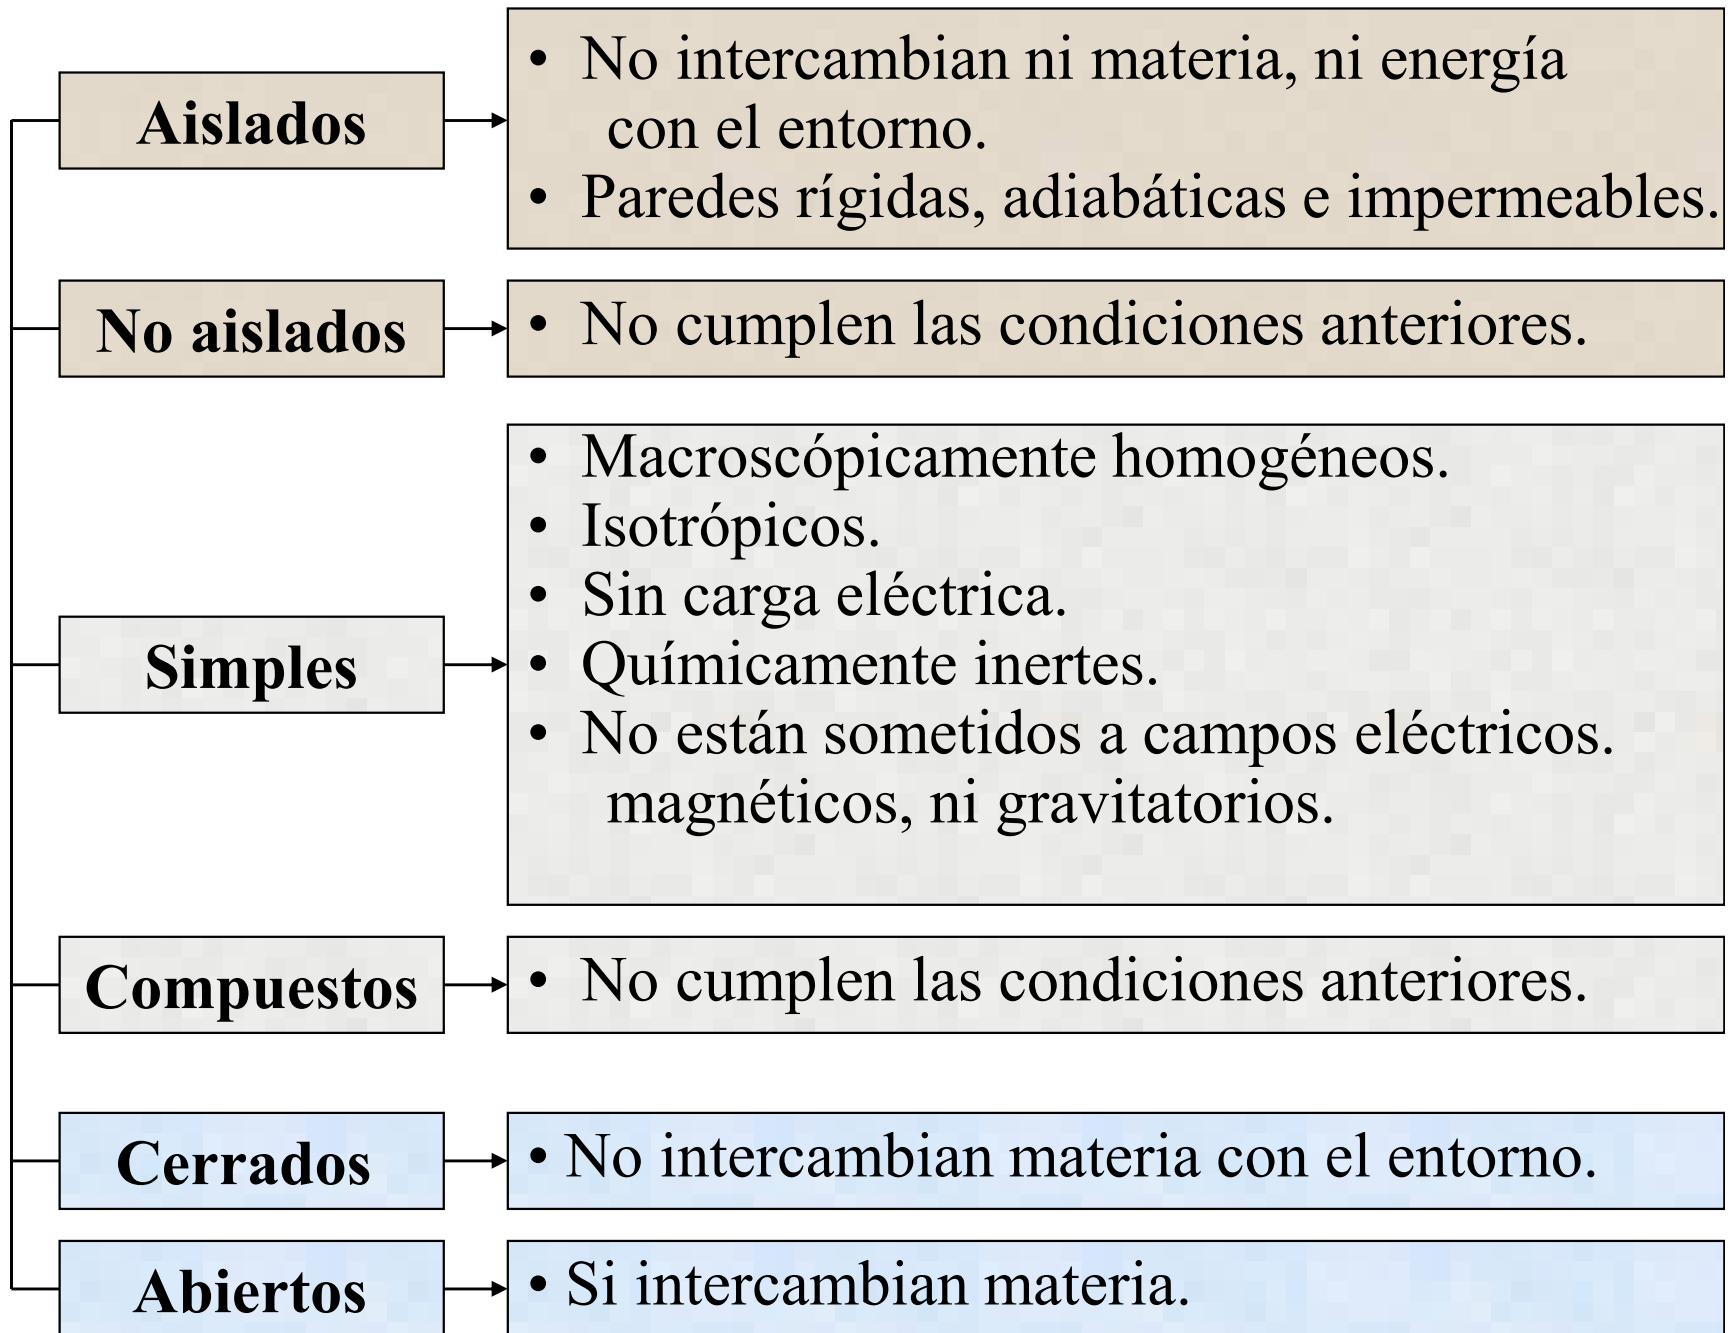 Aislados
• No intercambian ni materia, ni energía
con el entorno.
• Paredes rígidas, adiabáticas e impermeables.
No aislados
• No cumplen las condiciones anteriores.
Simples
• Macroscópicamente homogéneos.
• Isotrópicos.
• Sin carga eléctrica.
• Químicamente inertes.
• No están sometidos a campos eléctricos.
magnéticos, ni gravitatorios.
Compuestos
• No cumplen las condiciones anteriores.
Cerrados
• No intercambian materia con el entorno.
Abiertos
• Si intercambian materia.